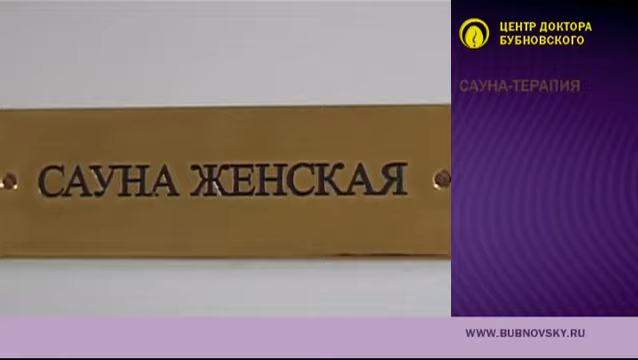 САУНА ЖЕНСКАЯ
ЦЕНТР ДОКТОРА
БУБНОВСКОГО
САУНА-ТЕРАПИЯ
WWW.BUBNOVSKY.RU